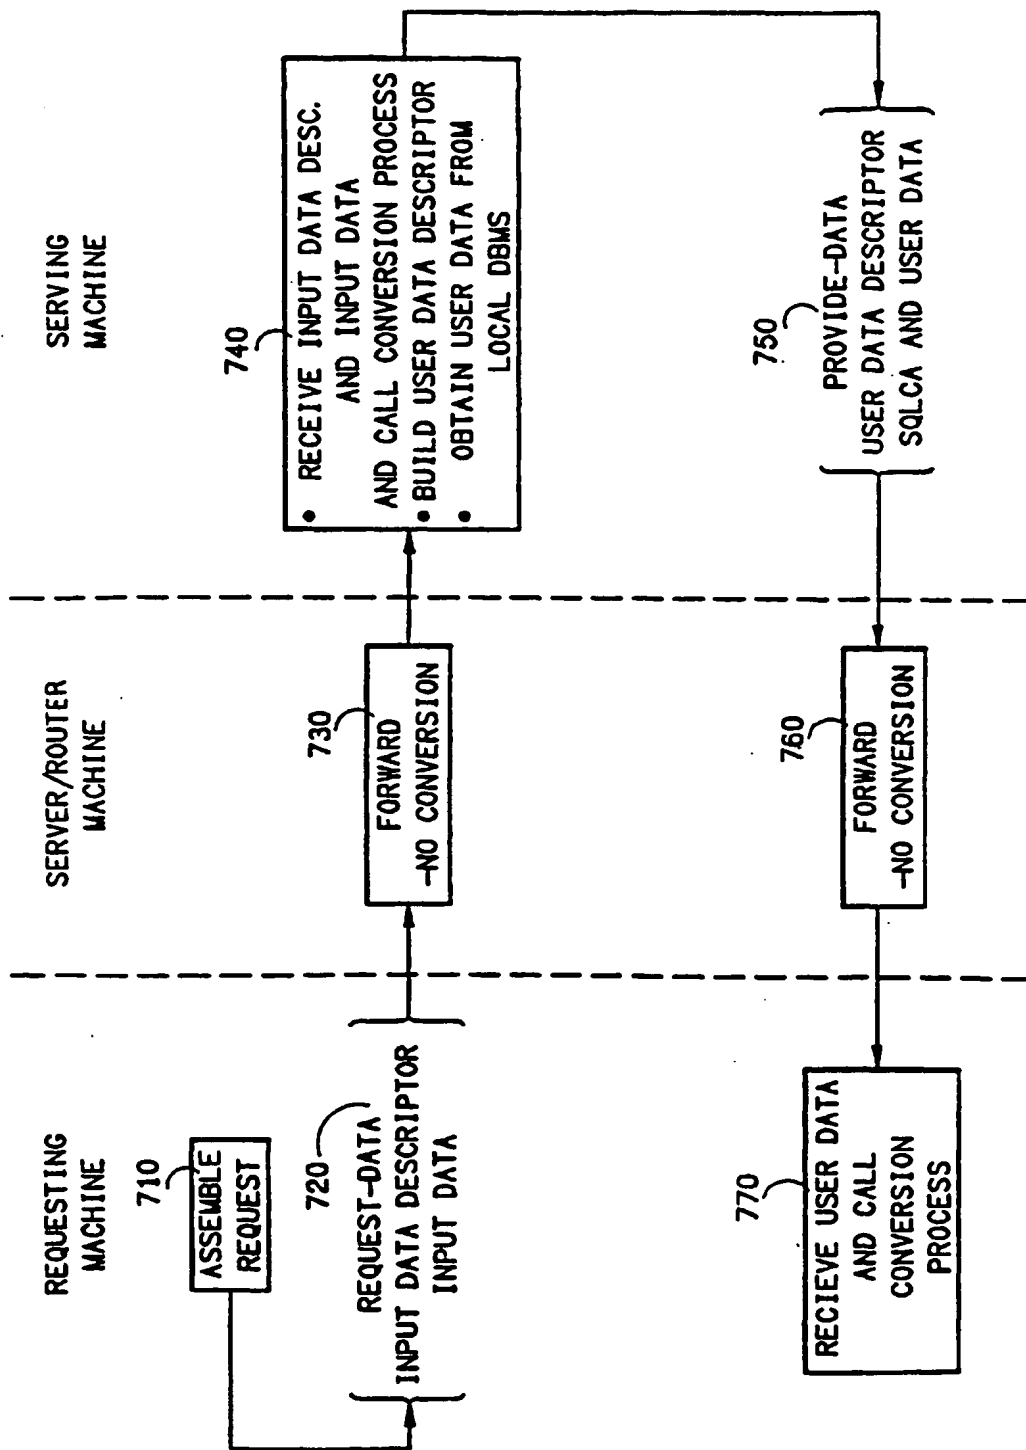 REQUESTING
MACHINE
SERVER/ROUTER
MACHINE
SERVING
MACHINE
710
ASSEMBLE
REQUEST
720
REQUEST-DATA
INPUT DATA DESCRIPTOR
INPUT DATA
730
FORWARD
-NO CONVERSION
740
• RECEIVE INPUT DATA DESC.
AND INPUT DATA
AND CALL CONVERSION PROCESS
• BUILD USER DATA DESCRIPTOR
• OBTAIN USER DATA FROM
LOCAL DBMS
750
PROVIDE-DATA
USER DATA DESCRIPTOR
SQLCA AND USER DATA
760
FORWARD
-NO CONVERSION
770
RECIEVE USER DATA
AND CALL
CONVERSION
PROCESS